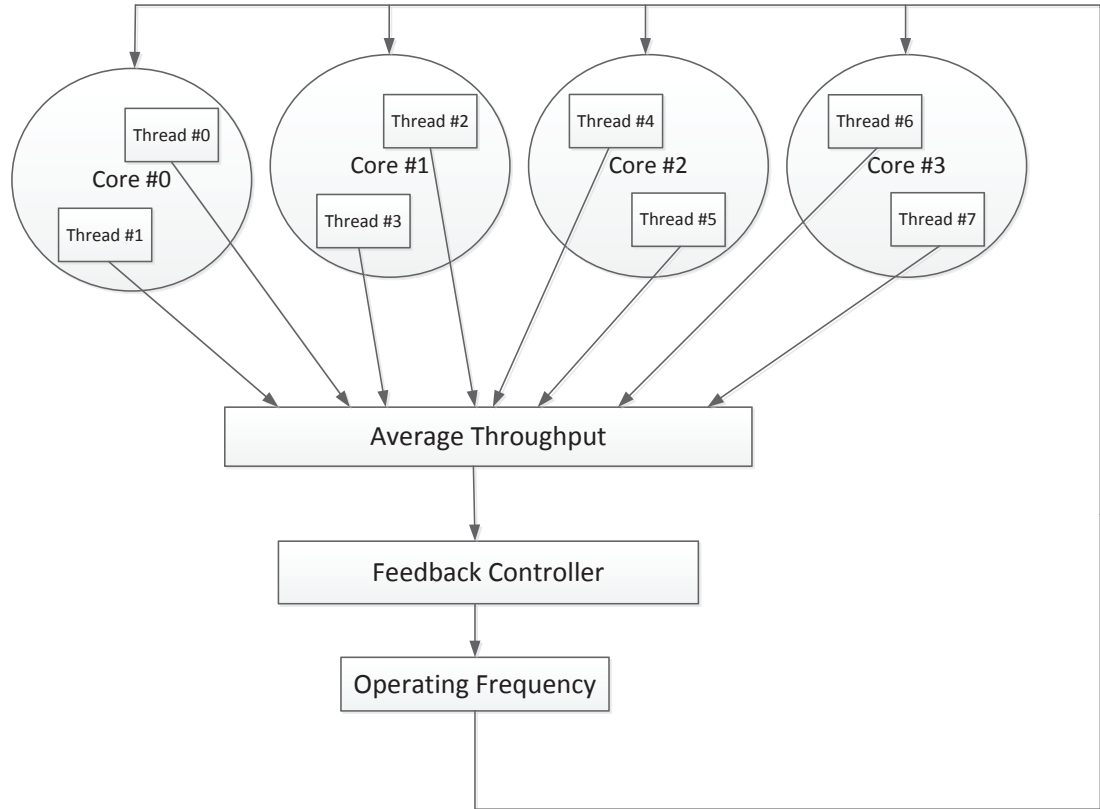 Thread #0
Core #0
Thread #1
Thread #2
Core #1
Thread #3
Thread #4
Core #2
Thread #5
Thread #6
Core #3
Thread #7
Average Throughput
Feedback Controller
Operating Frequency